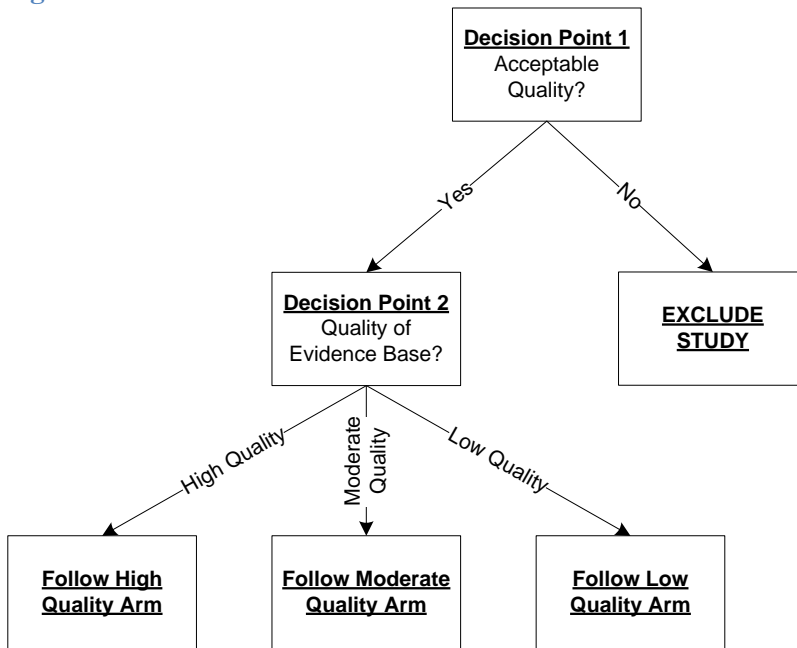 Decision Point 1
Acceptable
Quality?
Yes
No
Decision Point 2
Quality of
Evidence Base?
EXCLUDE
STUDY
High Quality
Moderate
Quality
Low Quality
Follow High
Quality Arm
Follow Moderate
Quality Arm
Follow Low
Quality Arm